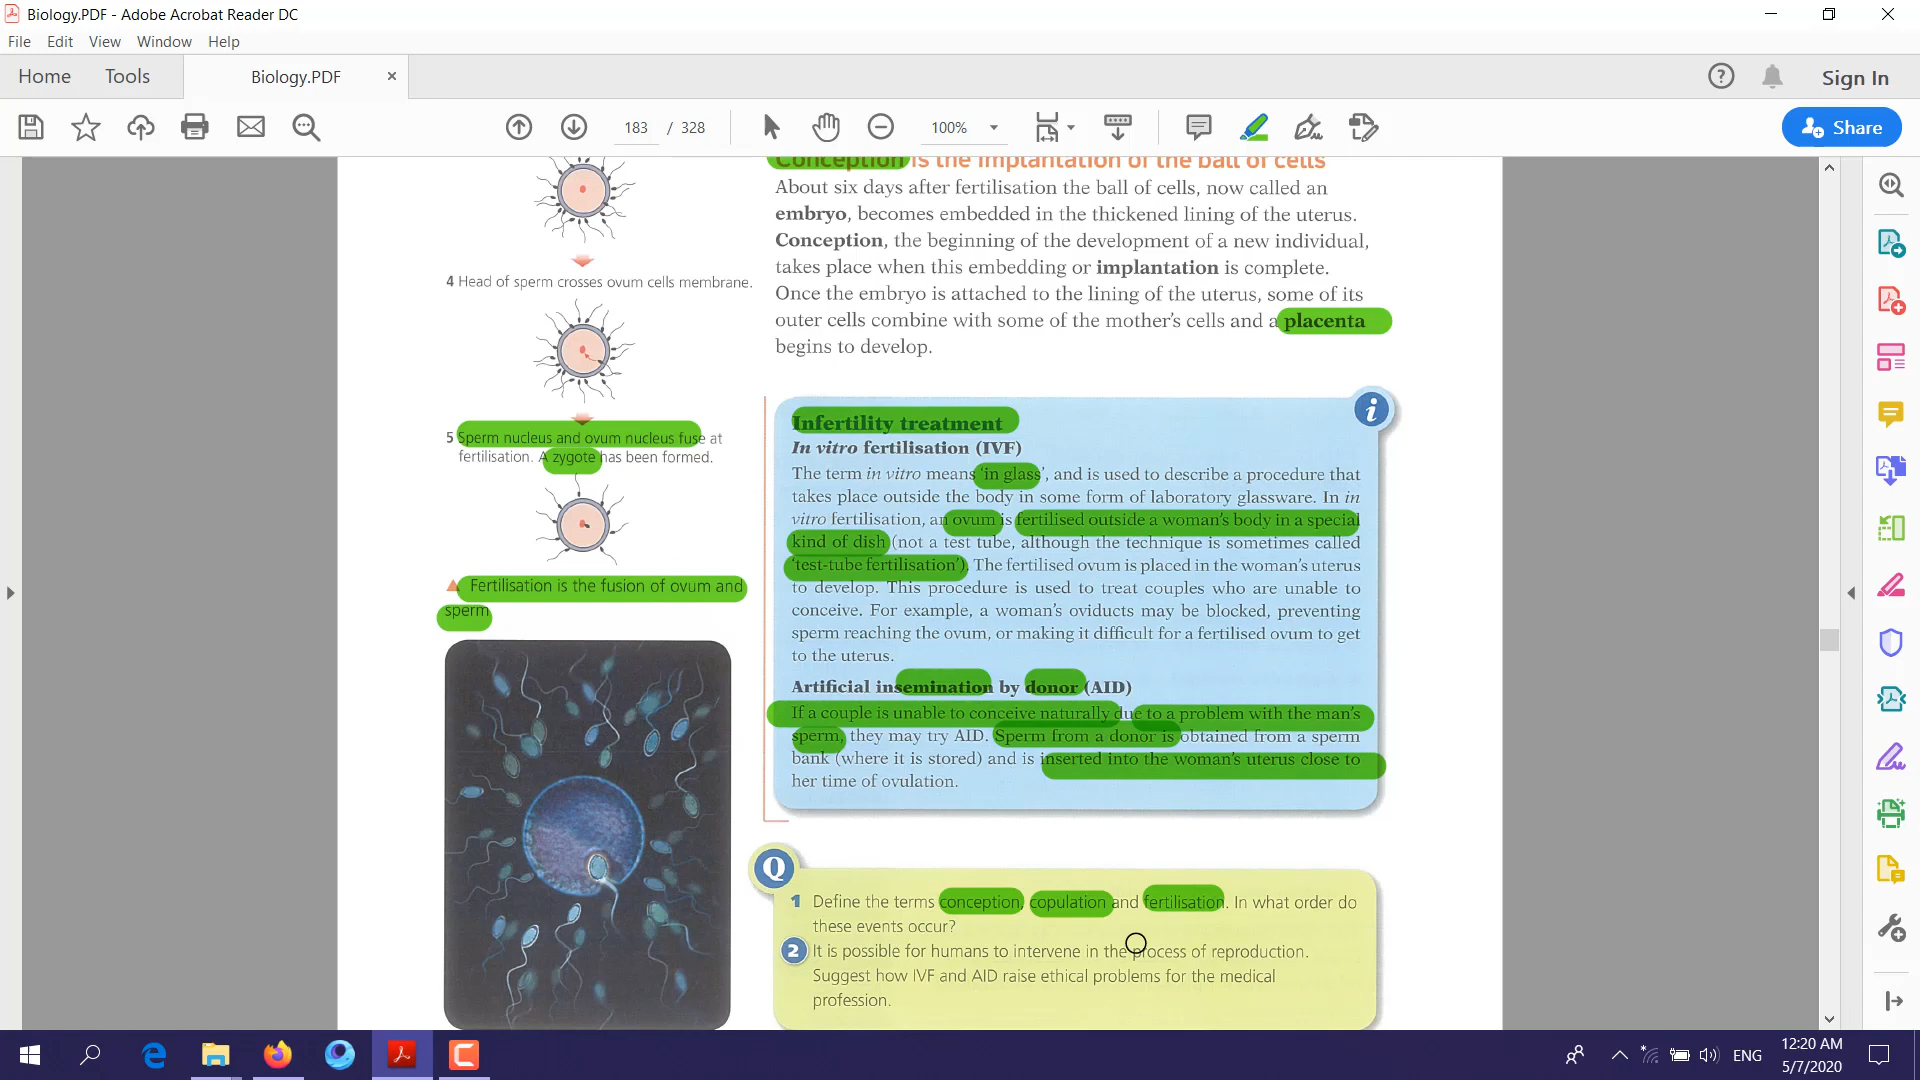 Biology.PDF - Adobe Acrobat Reader DC
File Edit View Window Help
Home Tools Biology.PDF × Sign In
183 / 328 100% Share
Conception is the implantation of the ball of cells
About six days after fertilisation the ball of cells, now called an
embryo, becomes embedded in the thickened lining of the uterus.
Conception, the beginning of the development of a new individual,
takes place when this embedding or implantation is complete.
Once the embryo is attached to the lining of the uterus, some of its
outer cells combine with some of the mother's cells and a placenta
begins to develop.
4 Head of sperm crosses ovum cells membrane.
5 Sperm nucleus and ovum nucleus fuse at
fertilisation. A zygote has been formed.
Fertilisation is the fusion of ovum and
sperm
i
Infertility treatment
In vitro fertilisation (IVF)
The term in vitro means 'in glass', and is used to describe a procedure that
takes place outside the body in some form of laboratory glassware. In in
vitro fertilisation, an ovum is fertilised outside a woman's body in a special
kind of dish (not a test tube, although the technique is sometimes called
'test-tube fertilisation'). The fertilised ovum is placed in the woman's uterus
to develop. This procedure is used to treat couples who are unable to
conceive. For example, a woman's oviducts may be blocked, preventing
sperm reaching the ovum, or making it difficult for a fertilised ovum to get
to the uterus.
Artificial insemination by donor (AID)
If a couple is unable to conceive naturally due to a problem with the man's
sperm, they may try AID. Sperm from a donor is obtained from a sperm
bank (where it is stored) and is inserted into the woman's uterus close to
her time of ovulation.
Q
1 Define the terms conception, copulation and fertilisation. In what order do
these events occur?
2 It is possible for humans to intervene in the process of reproduction.
Suggest how IVF and AID raise ethical problems for the medical
profession.
ENG
12:20 AM
5/7/2020